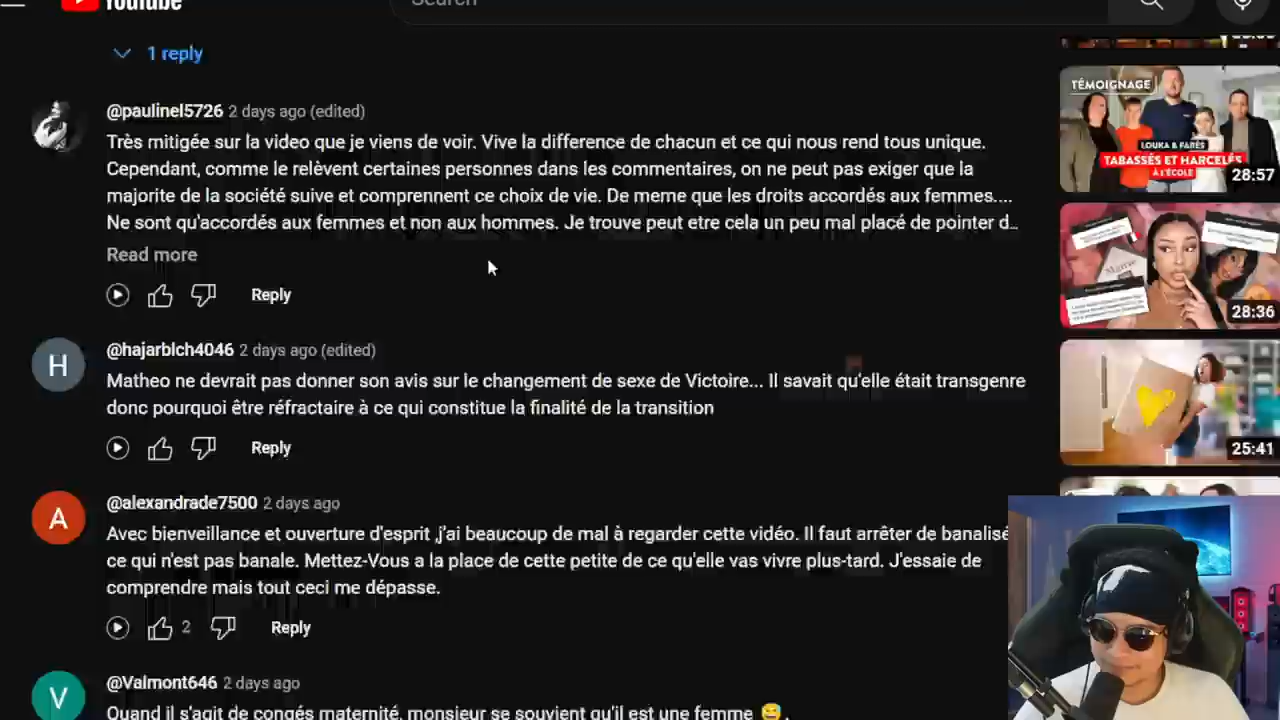 YouTube
Search
1 reply
@paulinel5726 2 days ago (edited)
Très mitigée sur la video que je viens de voir. Vive la difference de chacun et ce qui nous rend tous unique.
Cependant, comme le relèvent certaines personnes dans les commentaires, on ne peut pas exiger que la
majorite de la société suive et comprennent ce choix de vie. De meme que les droits accordés aux femmes....
Ne sont qu'accordés aux femmes et non aux hommes. Je trouve peut etre cela un peu mal placé de pointer d...
Read more
Reply
H
@hajarblch4046 2 days ago (edited)
Matheo ne devrait pas donner son avis sur le changement de sexe de Victoire... Il savait qu'elle était transgenre
donc pourquoi être réfractaire à ce qui constitue la finalité de la transition
Reply
A
@alexandrade7500 2 days ago
Avec bienveillance et ouverture d'esprit ,j'ai beaucoup de mal à regarder cette vidéo. Il faut arrêter de banalisé
ce qui n'est pas banale. Mettez-Vous a la place de cette petite de ce qu'elle vas vivre plus-tard. J'essaie de
comprendre mais tout ceci me dépasse.
2
Reply
V
@Valmont646 2 days ago
Quand il s'agit de congés maternité, monsieur se souvient qu'il est une femme 😅.
TÉMOIGNAGE
LOUKA & FARÈS
TABASSÉS ET HARCELÉS
À L'ÉCOLE
28:57
28:36
25:41